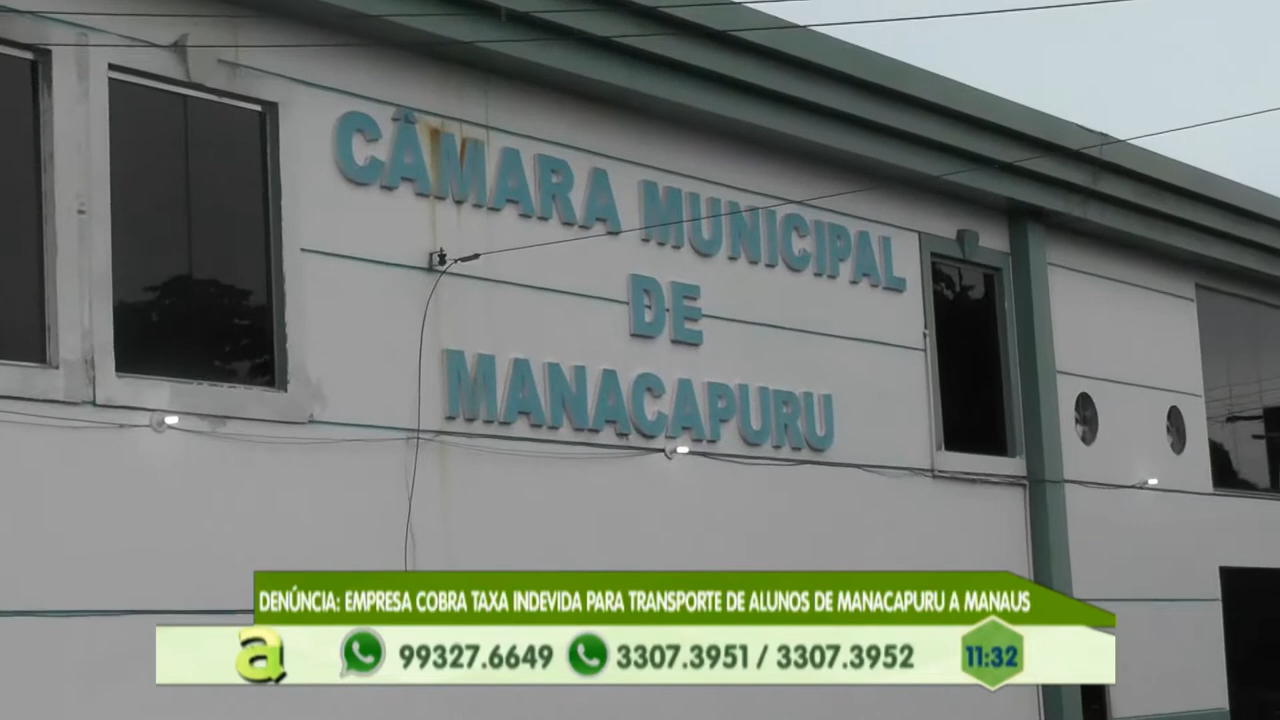 CÂMARA MUNICIPAL
DE
MANACAPURU
DENÚNCIA: EMPRESA COBRA TAXA INDEVIDA PARA TRANSPORTE DE ALUNOS DE MANACAPURU A MANAUS
a 99327.6649 3307.3951 / 3307.3952 11:32